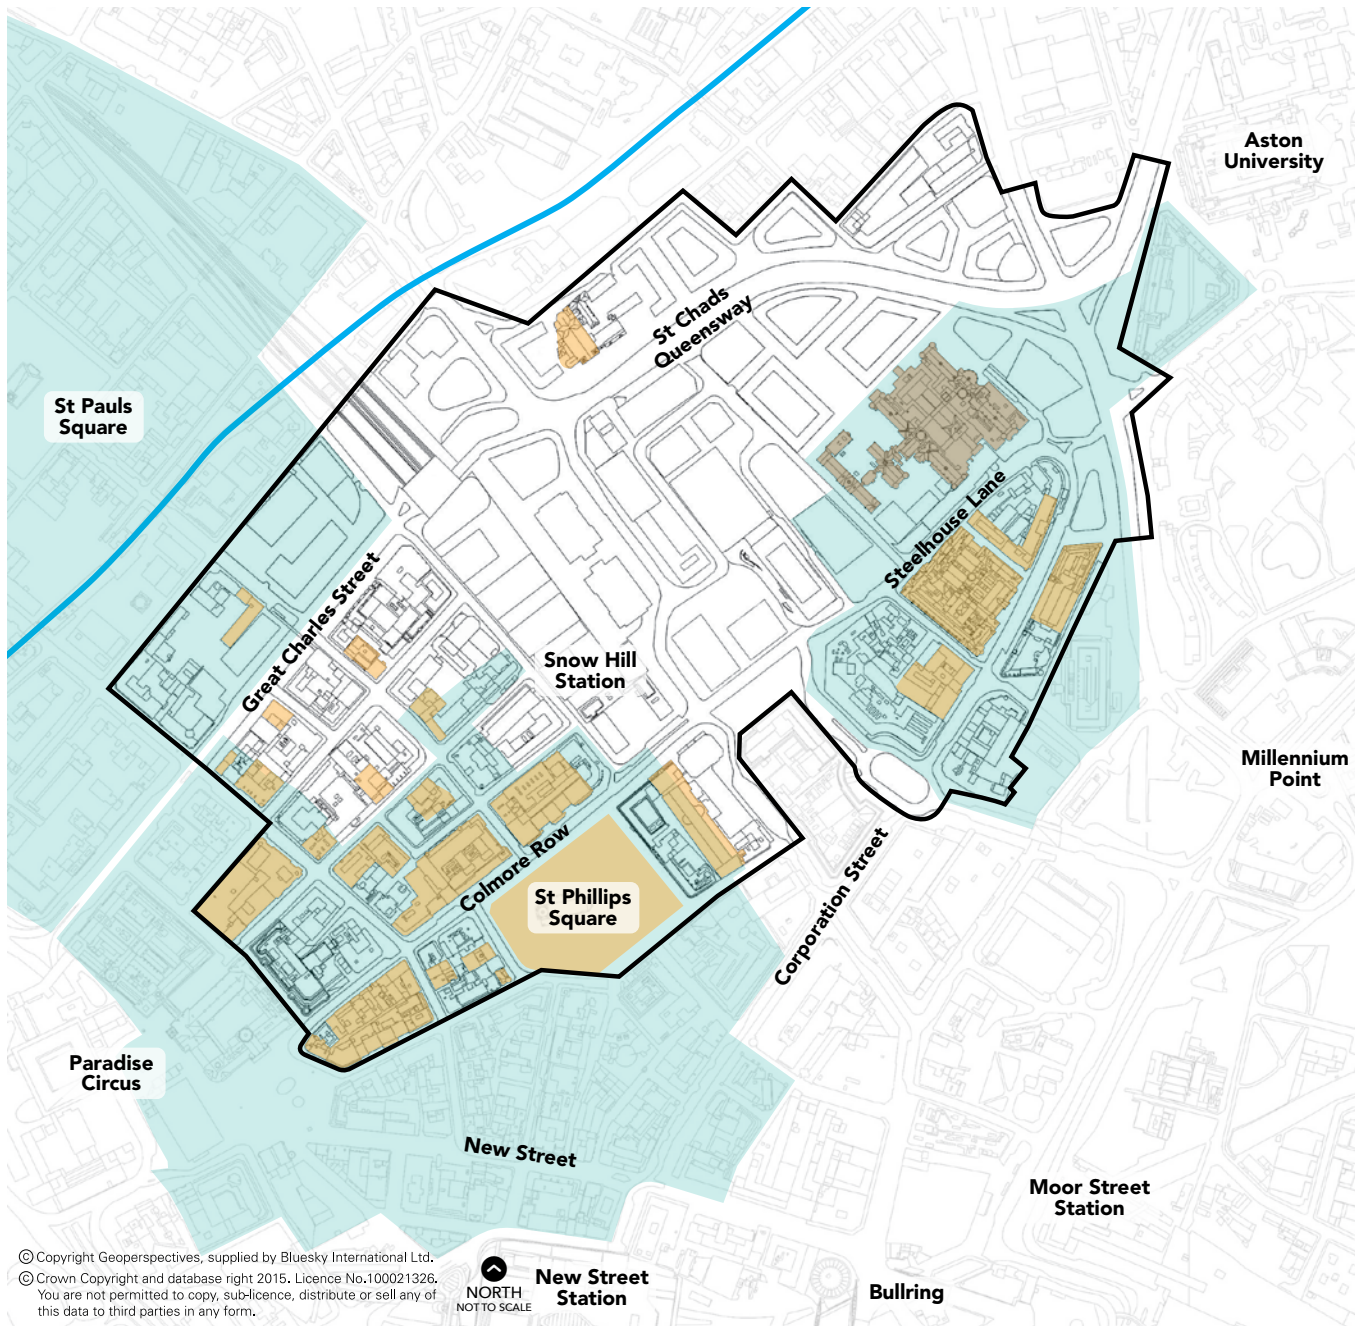 Aston
University
St Chads
Queensway
St Pauls
Square
Steelhouse Lane
Great Charles Street
Snow Hill
Station
Millennium
Point
Colmore Row
St Phillips
Square
Corporation Street
Paradise
Circus
New Street
Moor Street
Station
© Copyright Geoperspectives, supplied by Bluesky International Ltd.
© Crown Copyright and database right 2015. Licence No.100021326.
You are not permitted to copy, sub-licence, distribute or sell any of
this data to third parties in any form.
NORTH
NOT TO SCALE
New Street
Station
Bullring